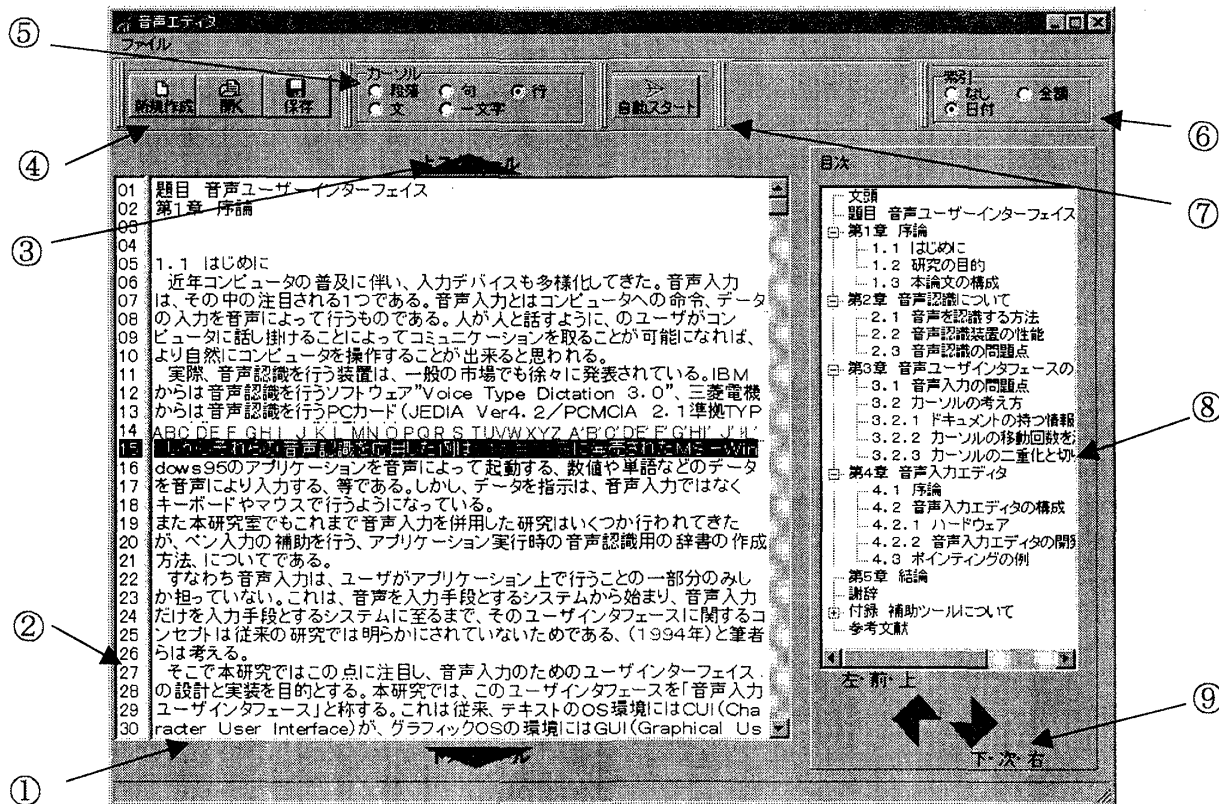 音声エディタ
ファイル
⑤
カーソル
段落
句
行
文
一文字
新規作成
開く
保存
自動スタート
索引
なし
金額
日付
④
⑥
⑦
③
目次
01 題目 音声ユーザーインターフェイス
02 第1章 序論
03
04
05 1.1 はじめに
06 近年コンピュータの普及に伴い、入力デバイスも多様化してきた。音声入力
07 は、その中の注目される1つである。音声入力とはコンピュータへの命令、データ
08 の入力を音声によって行うものである。人が人と話すように、のユーザがコン
09 ピュータに話し掛けることによってコミュニケーションを取ることが可能になれば、
10 より自然にコンピュータを操作することが出来ると思われる。
11 実際、音声認識を行う装置は、一般の市場でも徐々に発表されている。IBM
12 からは音声認識を行うソフトウェア"Voice Type Dictation 3.0"、三菱電機
13 からは音声認識を行うPCカード(JEDIA Ver4.2/PCMCIA 2.1準拠TYP
14 ABC DE F GH I J K L MN O P Q R S TUVWXYZ A'B'C'DE'F'G'HI' J'
15
16 dows95のアプリケーションを音声によって起動する、数値や単語などのデータ
17 を音声により入力する、等である。しかし、データを指示は、音声入力ではなく
18 キーボードやマウスで行うようになっている。
19 また本研究室でもこれまで音声入力を併用した研究はいくつか行われてきた
20 が、ペン入力の補助を行う、アプリケーション実行時の音声認識用の辞書の作成
21 方法、についてである。
22 すなわち音声入力は、ユーザがアプリケーション上で行うことの一部分のみし
23 か担っていない。これは、音声を入力手段とするシステムから始まり、音声入力
24 だけを入力手段とするシステムに至るまで、そのユーザインタフェースに関するコ
25 ンセプトは従来の研究では明らかにされていないためである、(1994年)と筆者
26 らは考える。
27 そこで本研究ではこの点に注目し、音声入力のためのユーザインターフェイス
28 の設計と実装を目的とする。本研究では、このユーザインタフェースを「音声入力
29 ユーザインタフェース」と称する。これは従来、テキストのOS環境にはCUI(Cha
30 racter User Interface)が、グラフィックOSの環境にはGUI(Graphical Us
②
①
文頭
題目 音声ユーザーインターフェイス
第1章 序論
1.1 はじめに
1.2 研究の目的
1.3 本論文の構成
第2章 音声認識について
2.1 音声を認識する方法
2.2 音声認識装置の性能
2.3 音声認識の問題点
第3章 音声ユーザインタフェースの
3.1 音声入力の問題点
3.2 カーソルの考え方
3.2.1 ドキュメントの持つ情報
3.2.2 カーソルの移動回数を
3.2.3 カーソルの二重化と切
第4章 音声入力エディタ
4.1 序論
4.2 音声入力エディタの構成
4.2.1 ハードウェア
4.2.2 音声入力エディタの開発
4.3 ポインティングの例
第5章 結論
謝辞
付録 補助ツールについて
参考文献
⑧
左・前・上
下・次・右
⑨